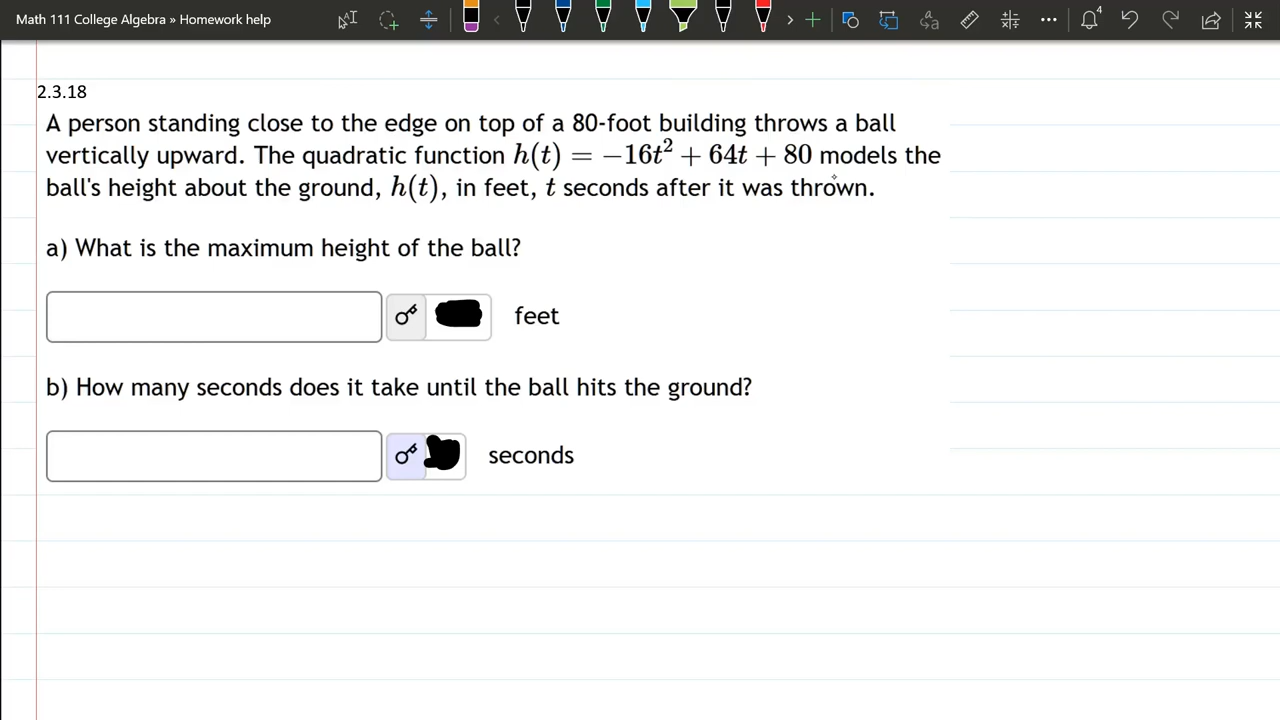 Math 111 College Algebra » Homework help
4
2.3.18
A person standing close to the edge on top of a 80-foot building throws a ball
vertically upward. The quadratic function h(t) = −16t² + 64t + 80 models the
ball's height about the ground, h(t), in feet, t seconds after it was thrown.
a) What is the maximum height of the ball?
feet
b) How many seconds does it take until the ball hits the ground?
seconds